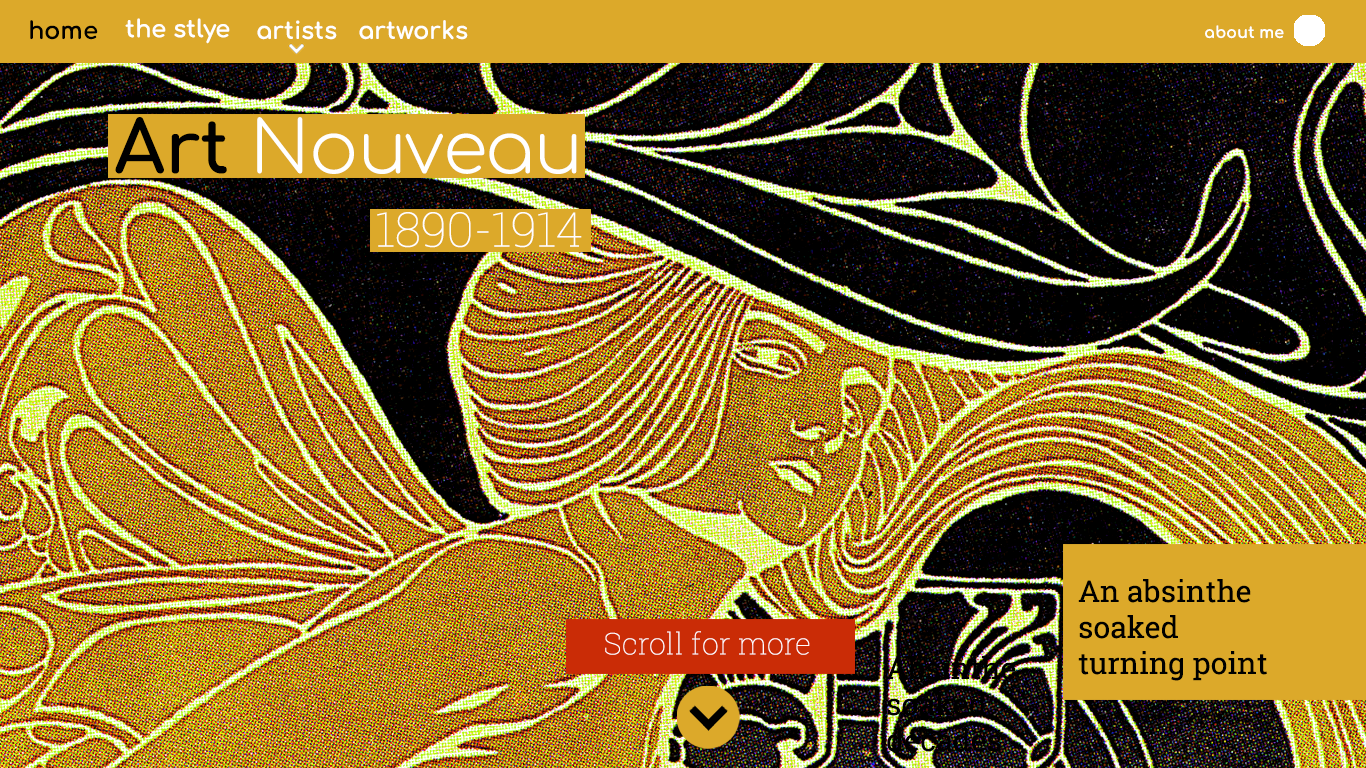 home the stlye artists artworks about me
Art Nouveau
1890-1914
An absinthe
soaked
turning point
Scroll for more
decades